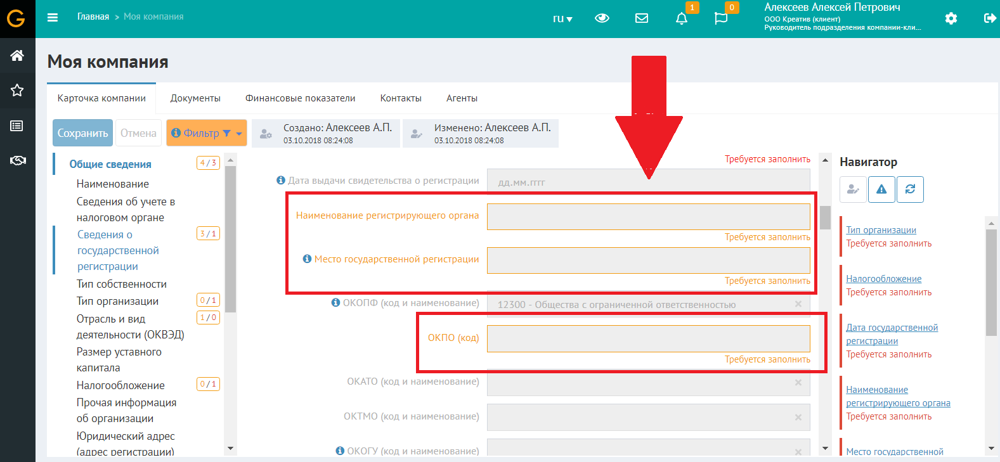 Главная > Моя компания
ru
1
0
Алексеев Алексей Петрович
ООО Креатив (клиент)
Руководитель подразделения компании-кли...
Моя компания
Карточка компании
Документы
Финансовые показатели
Контакты
Агенты
Сохранить
Отмена
Фильтр
Создано: Алексеев А.П.
03.10.2018 08:24:08
Изменено: Алексеев А.П.
03.10.2018 08:24:08
Общие сведения
4 / 3
Наименование
Сведения об учете в
налоговом органе
Сведения о
государственной
регистрации
3 / 1
Тип собственности
Тип организации
0 / 1
Отрасль и вид
деятельности (ОКВЭД)
1 / 0
Размер уставного
капитала
Налогообложение
0 / 1
Прочая информация
об организации
Юридический адрес
(адрес регистрации)
Требуется заполнить
Дата выдачи свидетельства о регистрации
дд.мм.гггг
Наименование регистрирующего органа
Требуется заполнить
Место государственной регистрации
Требуется заполнить
ОКОПФ (код и наименование)
12300 - Общества с ограниченной ответственностью
ОКПО (код)
Требуется заполнить
ОКАТО (код и наименование)
ОКТМО (код и наименование)
ОКОГУ (код и наименование)
Навигатор
Тип организации
Требуется заполнить
Налогообложение
Требуется заполнить
Дата государственной
регистрации
Требуется заполнить
Наименование
регистрирующего органа
Требуется заполнить
Место государственной